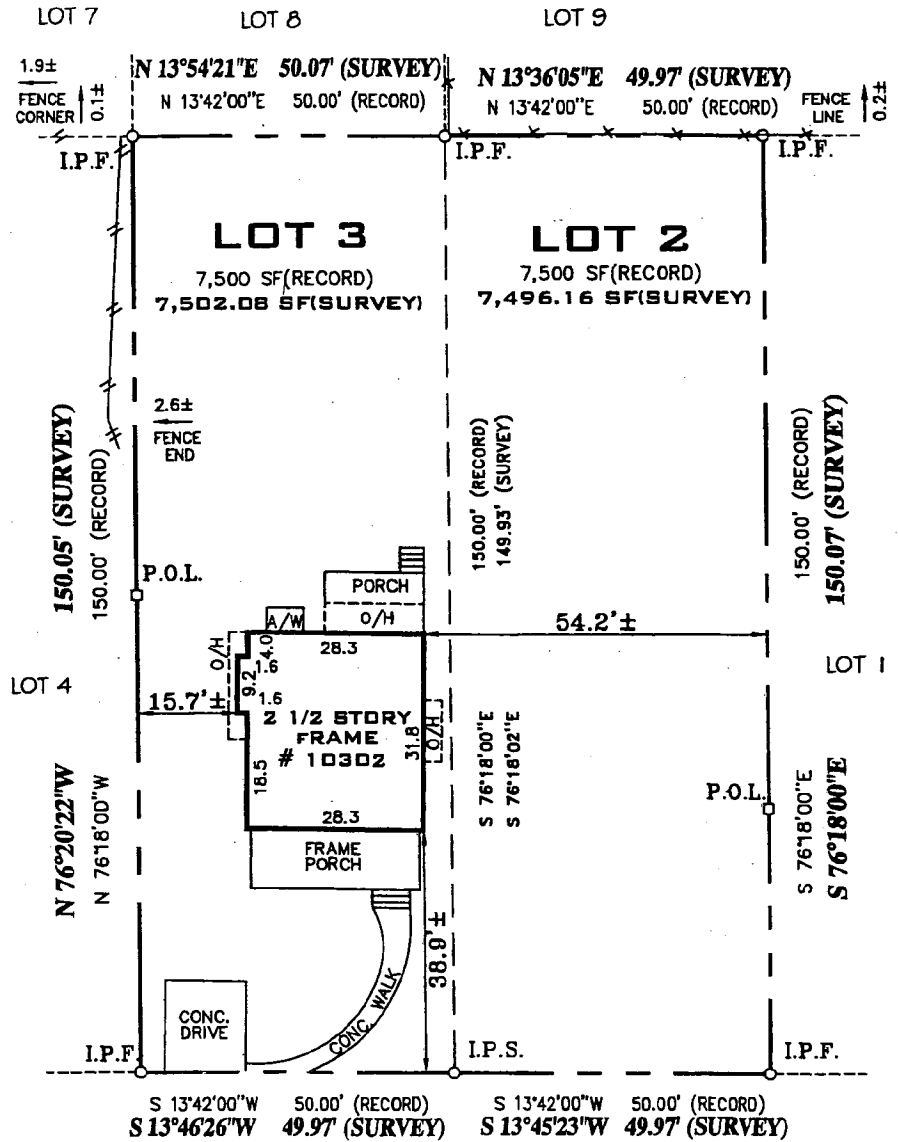 LOT 7
LOT 8
LOT 9
1.9±
FENCE
CORNER
0.1±
N 13°54'21"E 50.07' (SURVEY)
N 13°42'00"E 50.00' (RECORD)
N 13°36'05"E 49.97' (SURVEY)
N 13°42'00"E 50.00' (RECORD)
FENCE
LINE
0.2±
I.P.F.
I.P.F.
I.P.F.
LOT 3
7,500 SF(RECORD)
7,502.08 SF(SURVEY)
LOT 2
7,500 SF(RECORD)
7,496.16 SF(SURVEY)
2.6±
FENCE
END
150.05' (SURVEY)
150.00' (RECORD)
150.00' (RECORD)
149.93' (SURVEY)
150.00' (RECORD)
150.07' (SURVEY)
P.O.L.
PORCH
A/W
O/H
28.3
54.2'±
O/H
4.0
1.6
9.2
1.6
LOT 4
15.7'±
LOT 1
2 1/2 STORY
FRAME
# 10302
31.8
O/H
18.5
28.3
S 76°18'00"E
S 76°18'02"E
P.O.L.
N 76°20'22"W
N 76°18'00"W
S 76°18'00"E
S 76°18'00"E
FRAME
PORCH
38.9'±
CONC.
DRIVE
CONC. WALK
I.P.F.
I.P.S.
I.P.F.
S 13°42'00"W 50.00' (RECORD)
S 13°46'26"W 49.97' (SURVEY)
S 13°42'00"W 50.00' (RECORD)
S 13°45'23"W 49.97' (SURVEY)